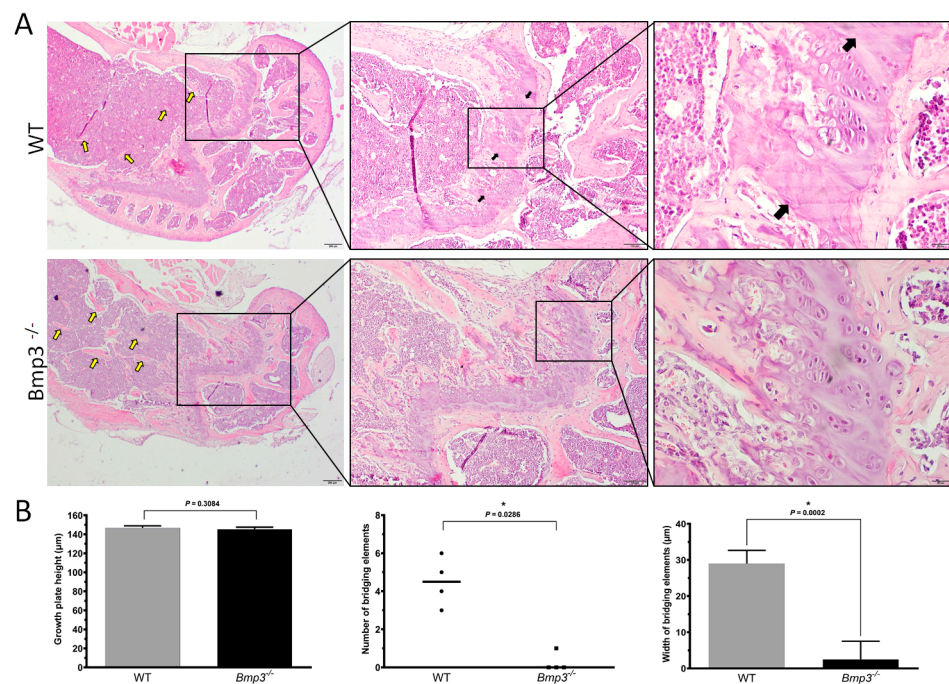 A
WT
Bmp3 -/-
B
P = 0.3084
Growth plate height (µm)
160
140
120
100
80
60
40
20
0
WT
Bmp3-/-
*
P = 0.0286
Number of bridging elements
8
6
4
2
0
WT
Bmp3-/-
*
P = 0.0002
Width of bridging elements (µm)
40
30
20
10
0
WT
Bmp3-/-